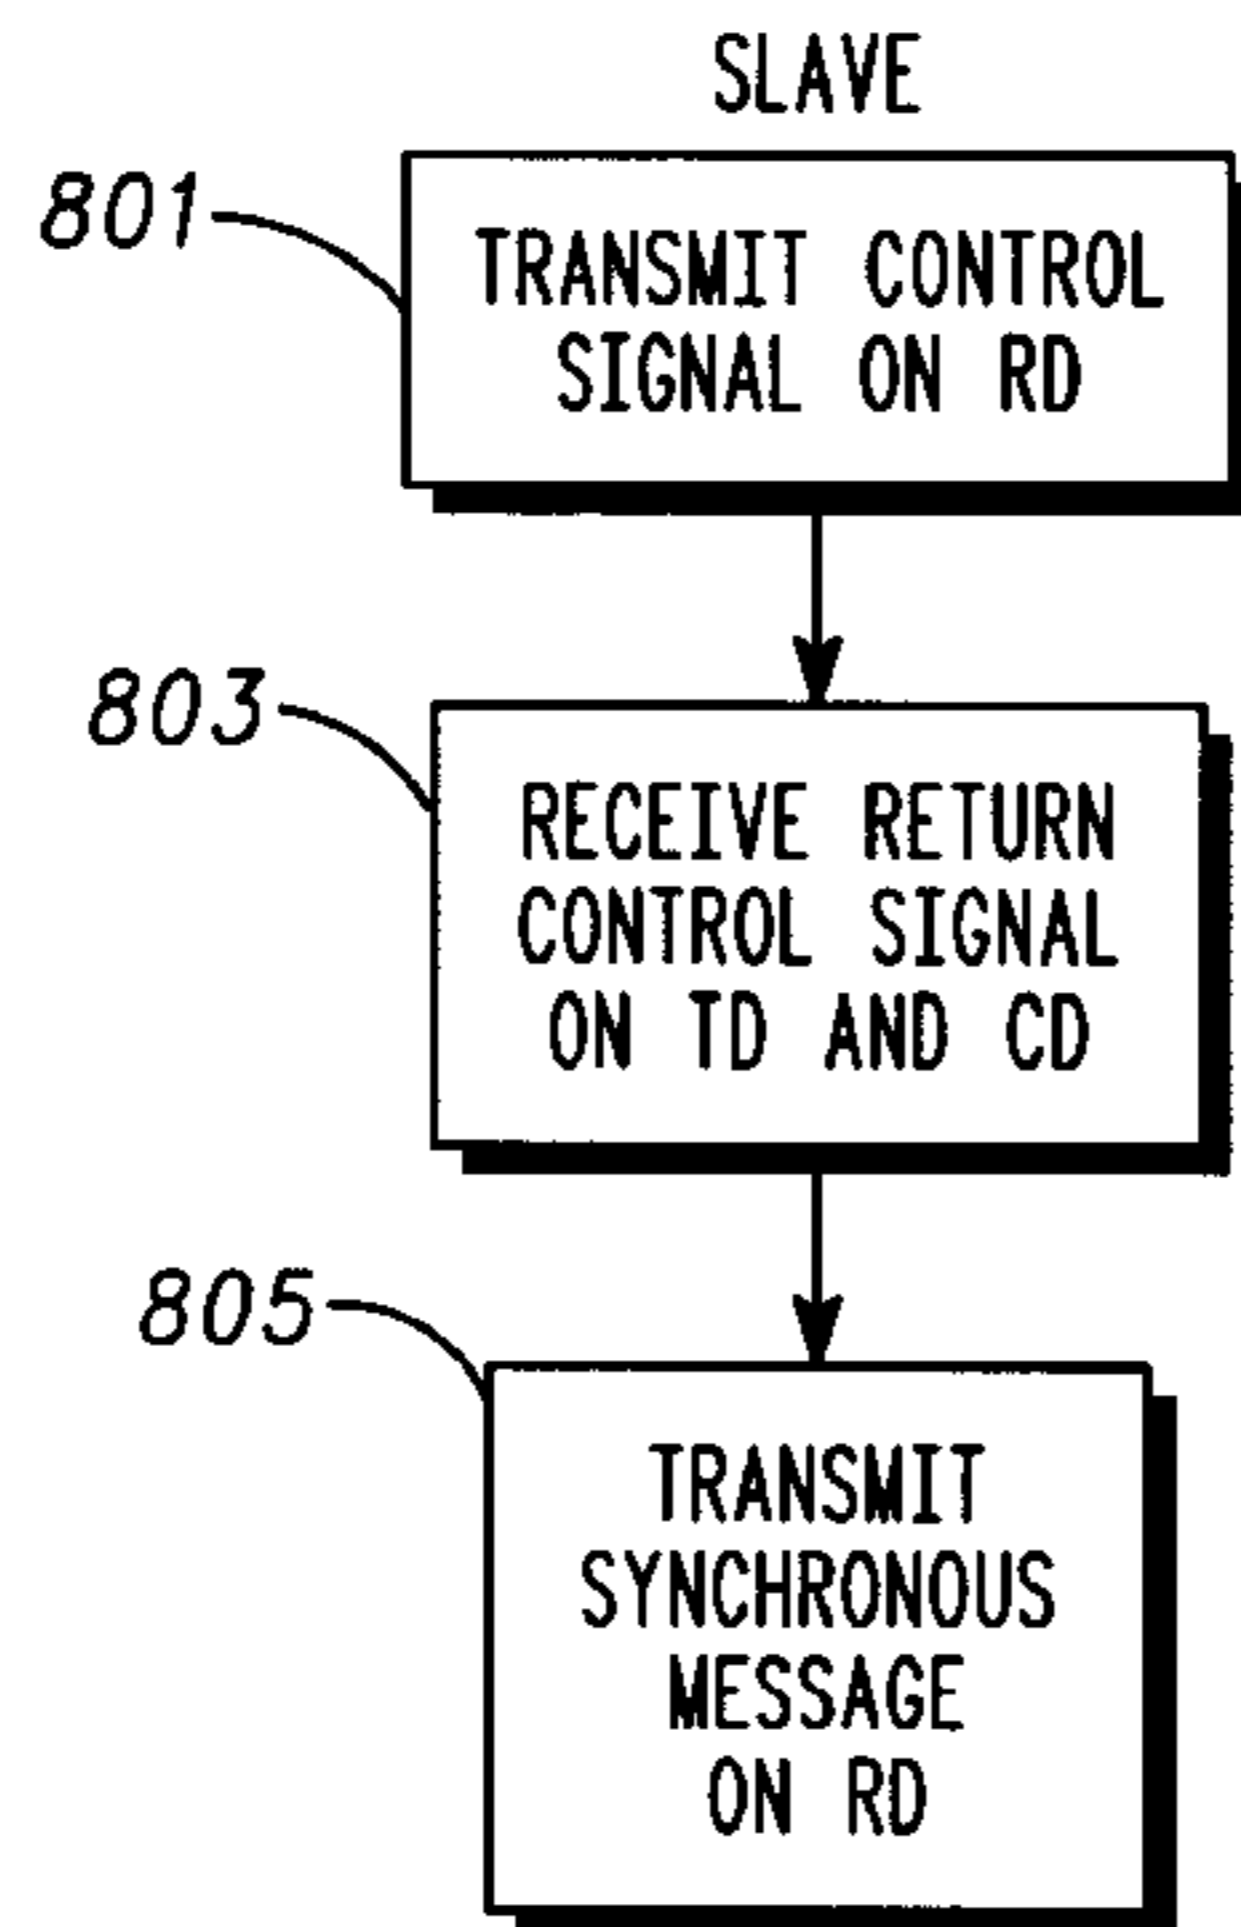 SLAVE
801
TRANSMIT CONTROL
SIGNAL ON RD
803
RECEIVE RETURN
CONTROL SIGNAL
ON TD AND CD
805
TRANSMIT
SYNCHRONOUS
MESSAGE
ON RD